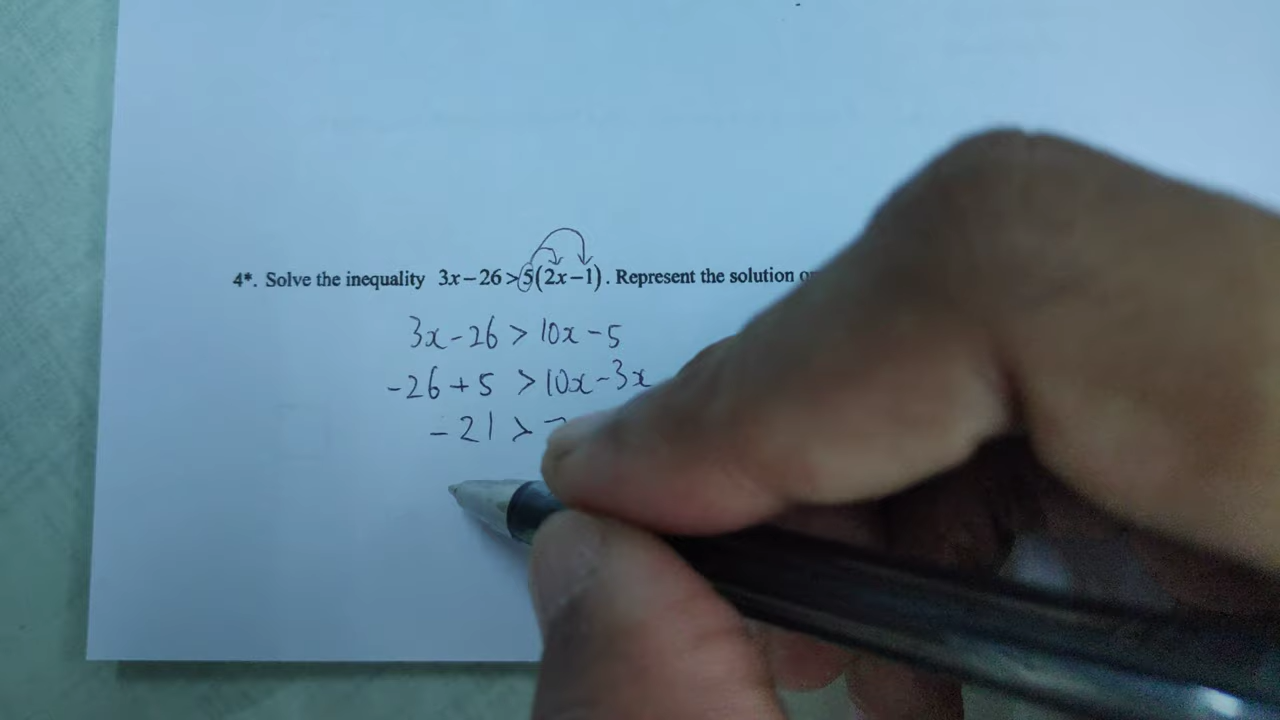 4*. Solve the inequality 3x-26>5(2x-1). Represent the solution
3x-26 > 10x-5
-26+5 > 10x-3x
-21 >